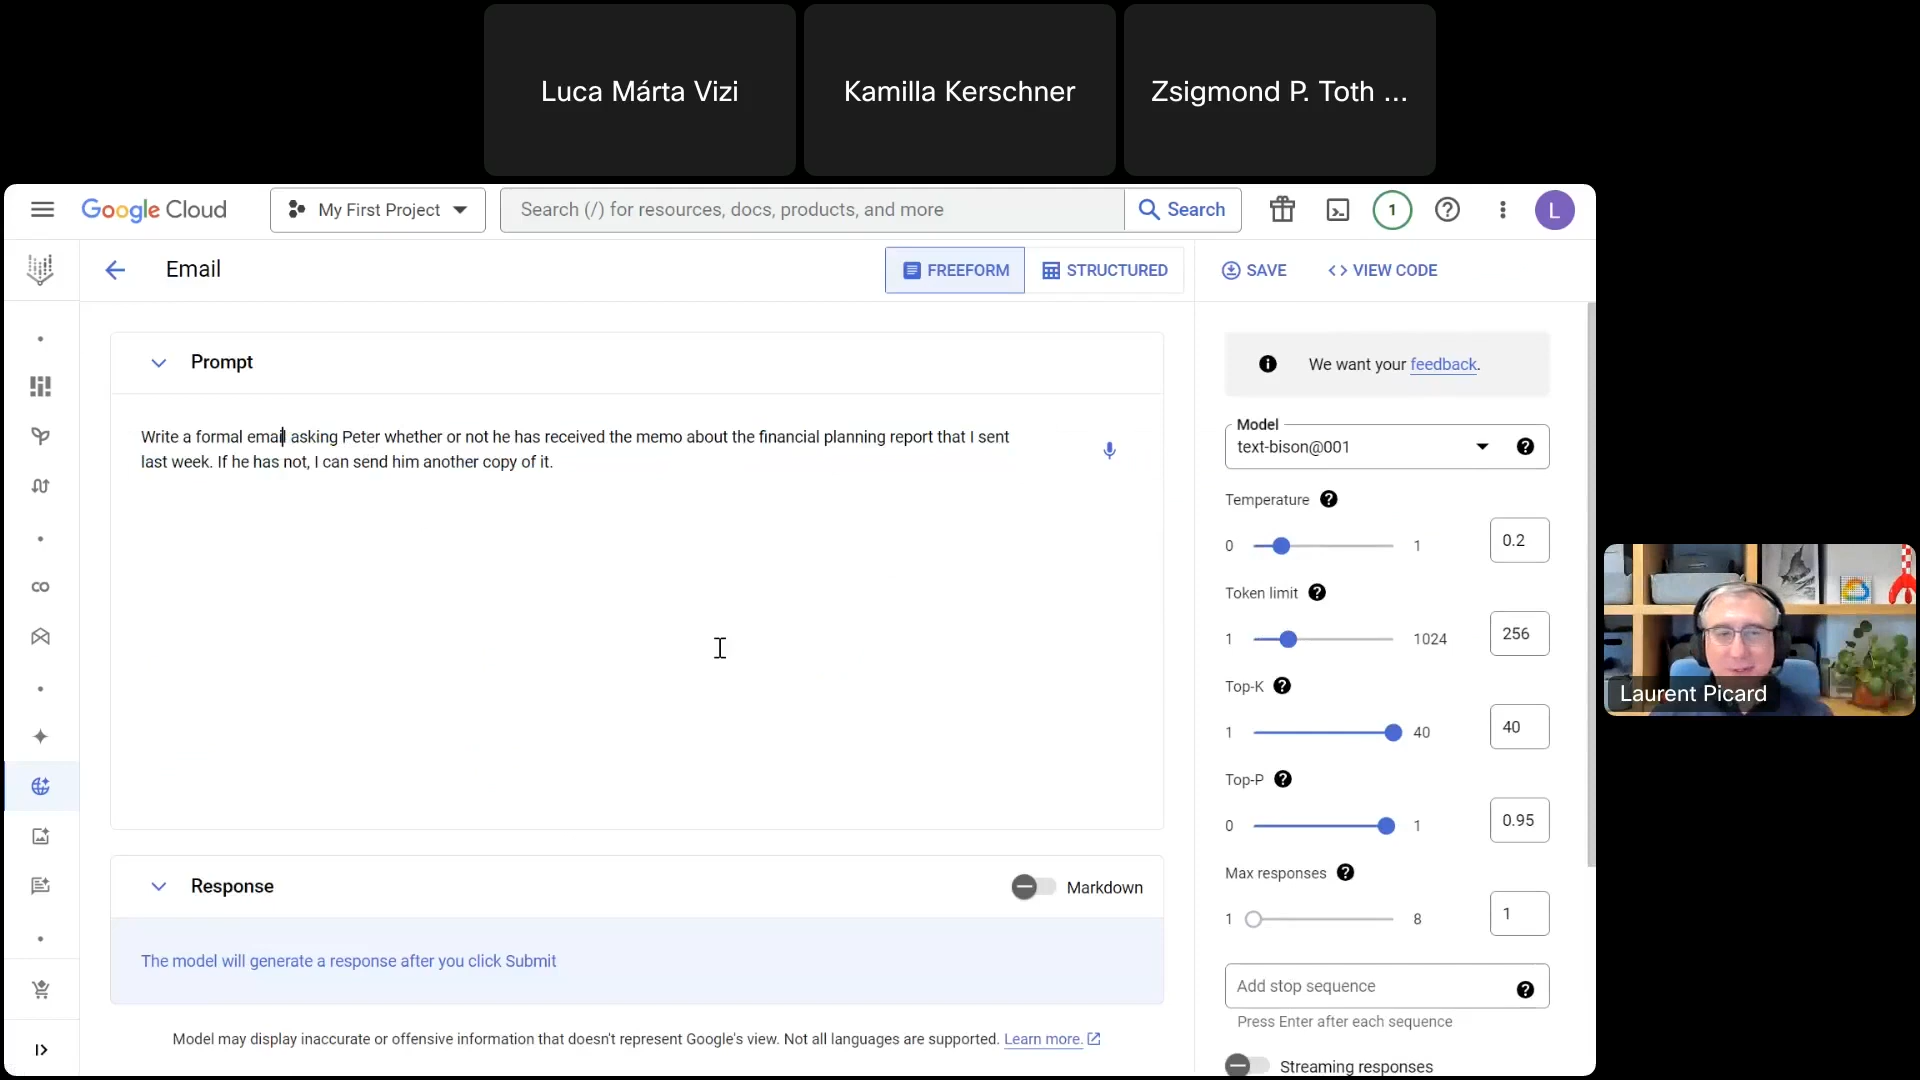 Luca Márta Vizi
Kamilla Kerschner
Zsigmond P. Toth ...
Google Cloud
My First Project
Search (/) for resources, docs, products, and more
Search
1
L
Email
FREEFORM
STRUCTURED
SAVE
VIEW CODE
Prompt
Write a formal email asking Peter whether or not he has received the memo about the financial planning report that I sent
last week. If he has not, I can send him another copy of it.
We want your feedback.
Model
text-bison@001
Temperature
0
1
0.2
Token limit
1
1024
256
Top-K
1
40
40
Top-P
0
1
0.95
Max responses
1
8
1
Add stop sequence
Press Enter after each sequence
Streaming responses
Response
Markdown
The model will generate a response after you click Submit
Model may display inaccurate or offensive information that doesn't represent Google's view. Not all languages are supported. Learn more.
Laurent Picard